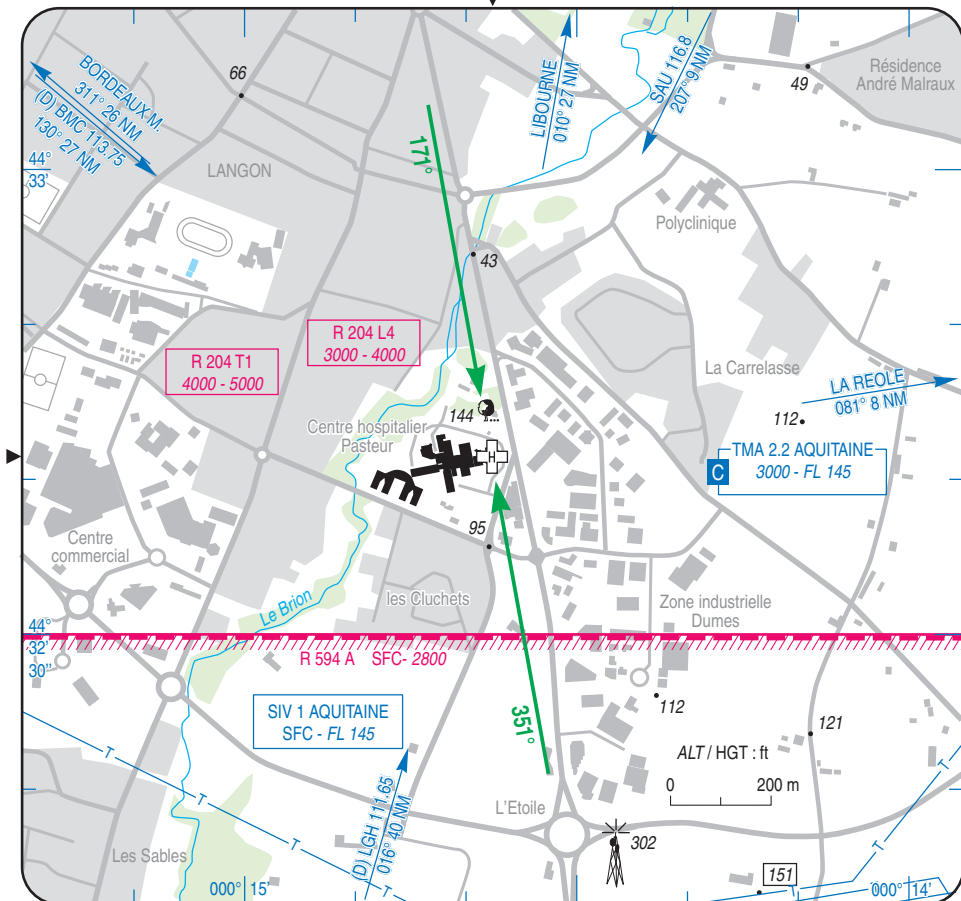 BORDEAUX M.
311° 26 NM
(D) BMC 113.75
130° 27 NM
66
LIBOURNE
010° 27 NM
SAU 116.8
207° 9 NM
49
Résidence
André Malraux
44°
33'
LANGON
171°
Polyclinique
43
R 204 L4
3000 - 4000
R 204 T1
4000 - 5000
La Carrelasse
LA REOLE
081° 8 NM
144
112
Centre hospitalier
Pasteur
H
TMA 2.2 AQUITAINE
C
3000 - FL 145
95
Centre
commercial
Le Brion
les Cluchets
Zone industrielle
Dumes
44°
32'
30"
R 594 A SFC- 2800
SIV 1 AQUITAINE
SFC - FL 145
351°
112
121
ALT / HGT : ft
0 200 m
T
T
(D) LGH 111.65
016° 40 NM
L'Etoile
302
T
Les Sables
T
151
T
T
000° 15'
000° 14'